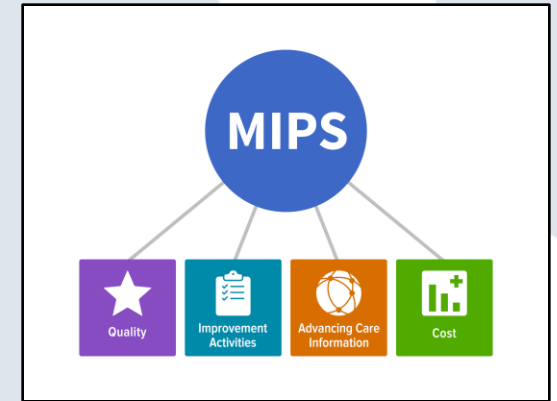 MIPS
Quality
Improvement
Activities
Advancing Care
Information
Cost